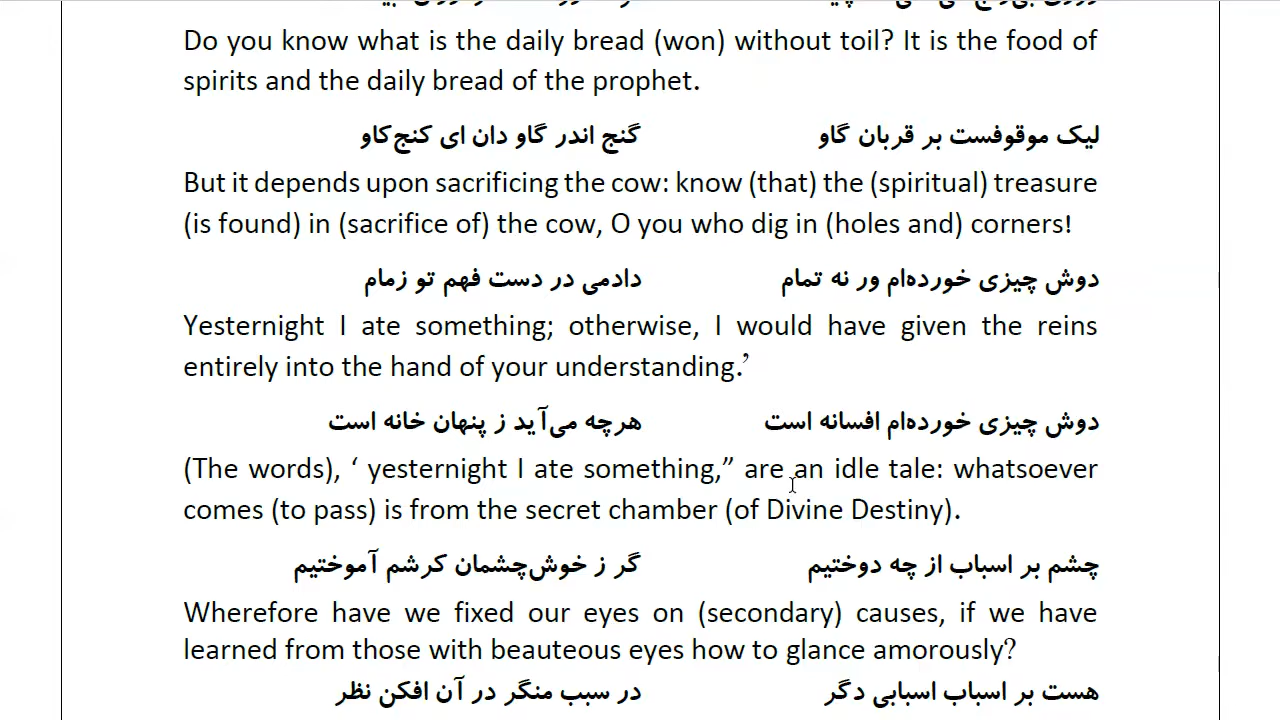 Do you know what is the daily bread (won) without toil? It is the food of
spirits and the daily bread of the prophet.
لیک موقوفست بر قربان گاو گنج اندر گاو دان ای کنج‌کاو
But it depends upon sacrificing the cow: know (that) the (spiritual) treasure
(is found) in (sacrifice of) the cow, O you who dig in (holes and) corners!
دوش چیزی خورده‌ام ور نه تمام دادمی در دست فهم تو زمام
Yesternight I ate something; otherwise, I would have given the reins
entirely into the hand of your understanding.’
دوش چیزی خورده‌ام افسانه است هرچه می‌آید ز پنهان خانه است
(The words), ‘ yesternight I ate something,” are an idle tale: whatsoever
comes (to pass) is from the secret chamber (of Divine Destiny).
چشم بر اسباب از چه دوختیم گر ز خوش‌چشمان کرشم آموختیم
Wherefore have we fixed our eyes on (secondary) causes, if we have
learned from those with beauteous eyes how to glance amorously?
هست بر اسباب اسبابی دگر در سبب منگر در آن افکن نظر